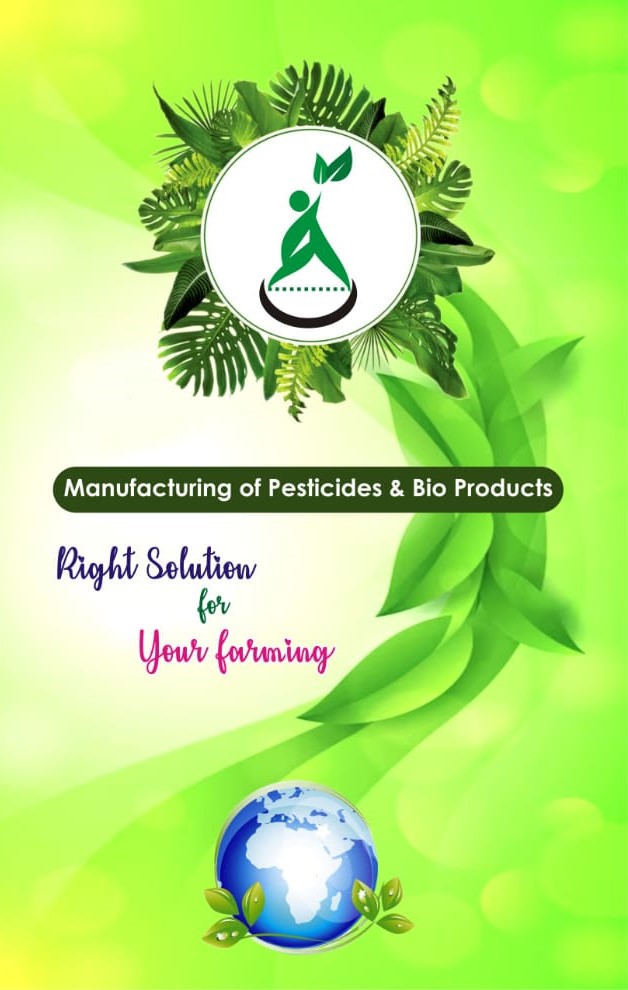 Manufacturing of Pesticides & Bio Products
Right Solution
for
Your farming